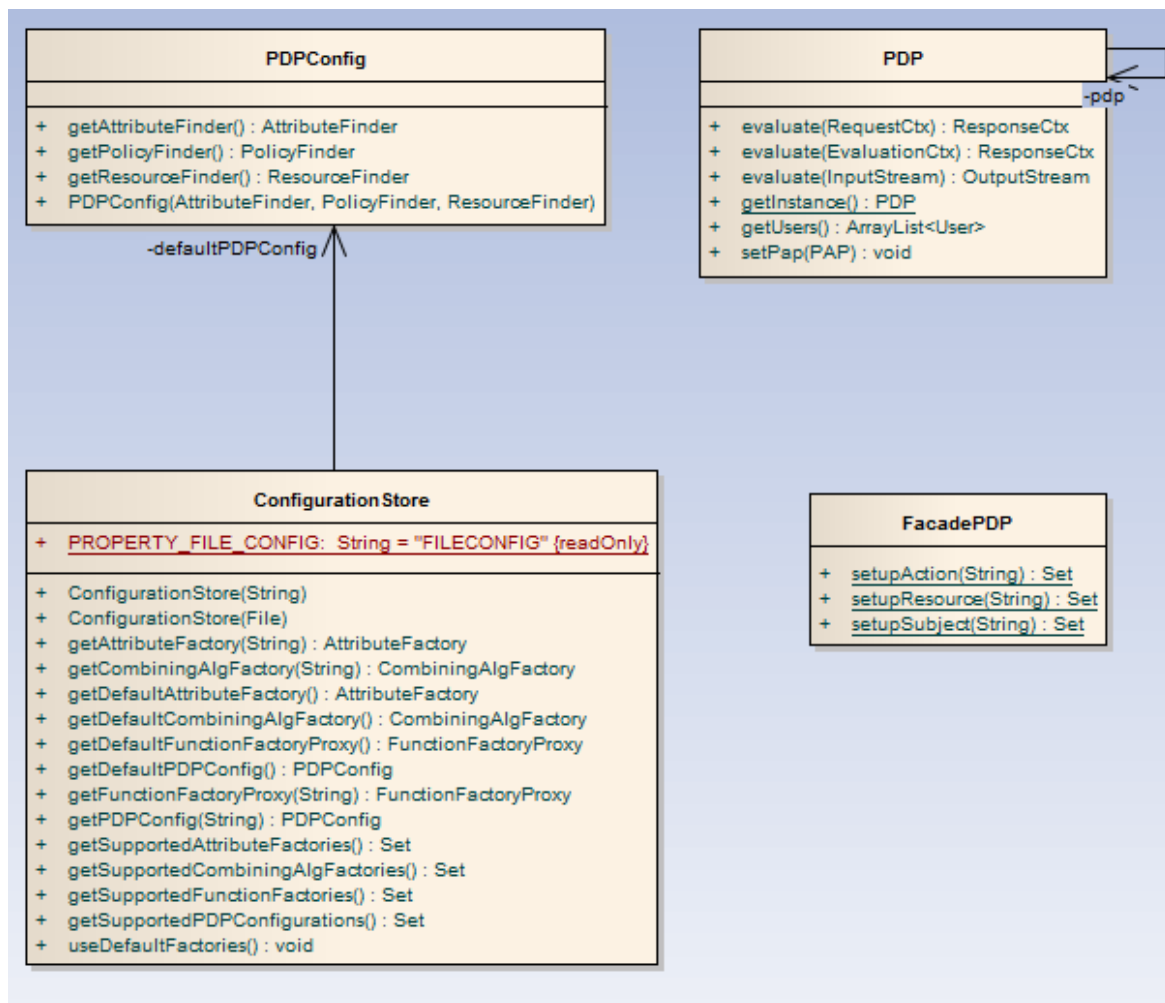 PDPConfig
+ getAttributeFinder() : AttributeFinder
+ getPolicyFinder() : PolicyFinder
+ getResourceFinder() : ResourceFinder
+ PDPConfig(AttributeFinder, PolicyFinder, ResourceFinder)
-defaultPDPConfig
PDP
-pdp
+ evaluate(RequestCtx) : ResponseCtx
+ evaluate(EvaluationCtx) : ResponseCtx
+ evaluate(InputStream) : OutputStream
+ getInstance() : PDP
+ getUsers() : ArrayList<User>
+ setPap(PAP) : void
ConfigurationStore
+ PROPERTY_FILE_CONFIG: String = "FILECONFIG" {readOnly}
+ ConfigurationStore(String)
+ ConfigurationStore(File)
+ getAttributeFactory(String) : AttributeFactory
+ getCombiningAlgFactory(String) : CombiningAlgFactory
+ getDefaultAttributeFactory() : AttributeFactory
+ getDefaultCombiningAlgFactory() : CombiningAlgFactory
+ getDefaultFunctionFactoryProxy() : FunctionFactoryProxy
+ getDefaultPDPConfig() : PDPConfig
+ getFunctionFactoryProxy(String) : FunctionFactoryProxy
+ getPDPConfig(String) : PDPConfig
+ getSupportedAttributeFactories() : Set
+ getSupportedCombiningAlgFactories() : Set
+ getSupportedFunctionFactories() : Set
+ getSupportedPDPConfigurations() : Set
+ useDefaultFactories() : void
FacadePDP
+ setupAction(String) : Set
+ setupResource(String) : Set
+ setupSubject(String) : Set